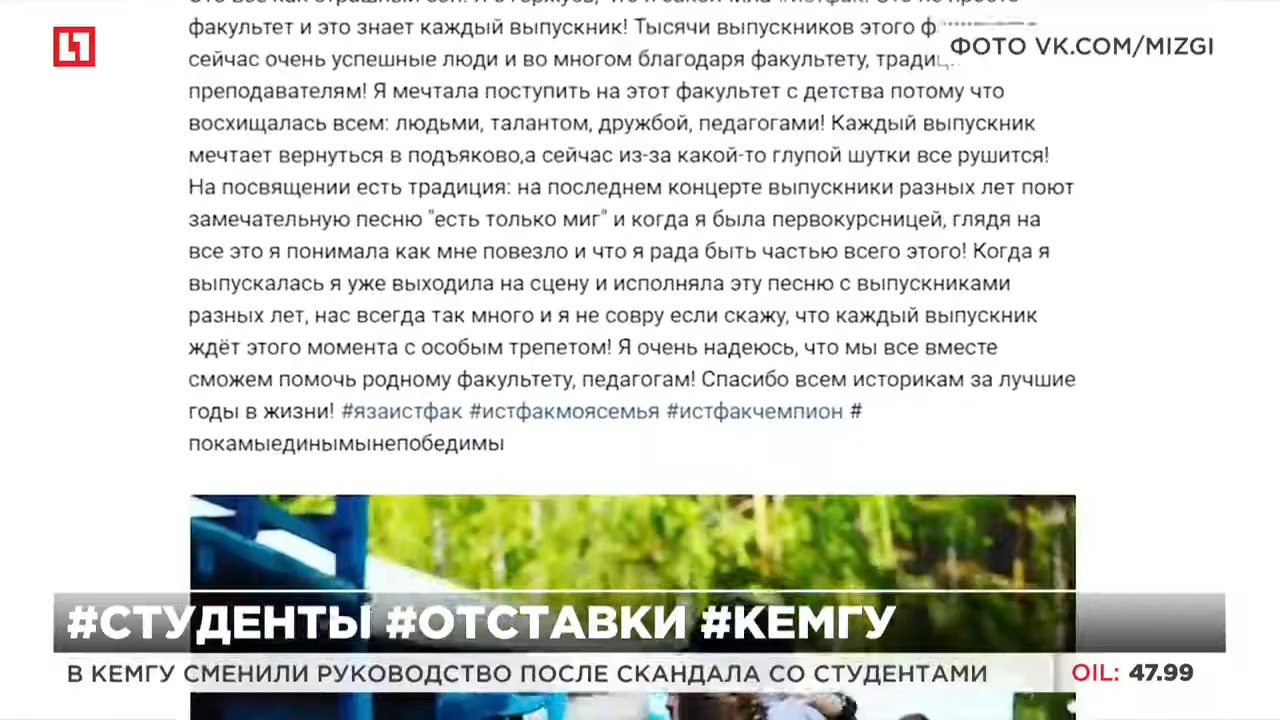 факультет и это знает каждый выпускник! Тысячи выпускников этого
ФОТО VK.COM/MIZGI
сейчас очень успешные люди и во многом благодаря факультету,
преподавателям! Я мечтала поступить на этот факультет с детства потому что
восхищалась всем: людьми, талантом, дружбой, педагогами! Каждый выпускник
мечтает вернуться в подъяково,а сейчас из-за какой-то глупой шутки все рушится!
На посвящении есть традиция: на последнем концерте выпускники разных лет поют
замечательную песню "есть только миг" и когда я была первокурсницей, глядя на
все это я понимала как мне повезло и что я рада быть частью всего этого! Когда я
выпускалась я уже выходила на сцену и исполняла эту песню с выпускниками
разных лет, нас всегда так много и я не совру если скажу, что каждый выпускник
ждёт этого момента с особым трепетом! Я очень надеюсь, что мы все вместе
сможем помочь родному факультету, педагогам! Спасибо всем историкам за лучшие
годы в жизни! #язаистфак #истфакмоясемья #истфакчемпион #
покамыединымынепобедимы
#СТУДЕНТЫ #ОТСТАВКИ #КЕМГУ
В КЕМГУ СМЕНИЛИ РУКОВОДСТВО ПОСЛЕ СКАНДАЛА СО СТУДЕНТАМИ
OIL: 47.99